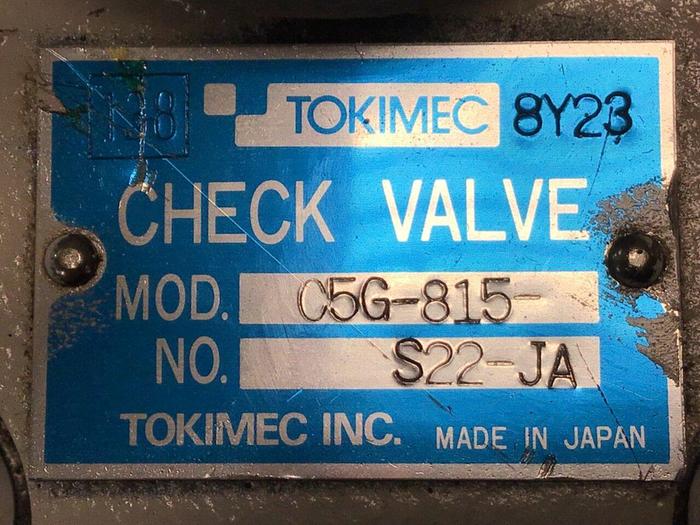 138 TOKIMEC 8Y23
CHECK VALVE
MOD. C5G-815-
NO. S22-JA
TOKIMEC INC. MADE IN JAPAN